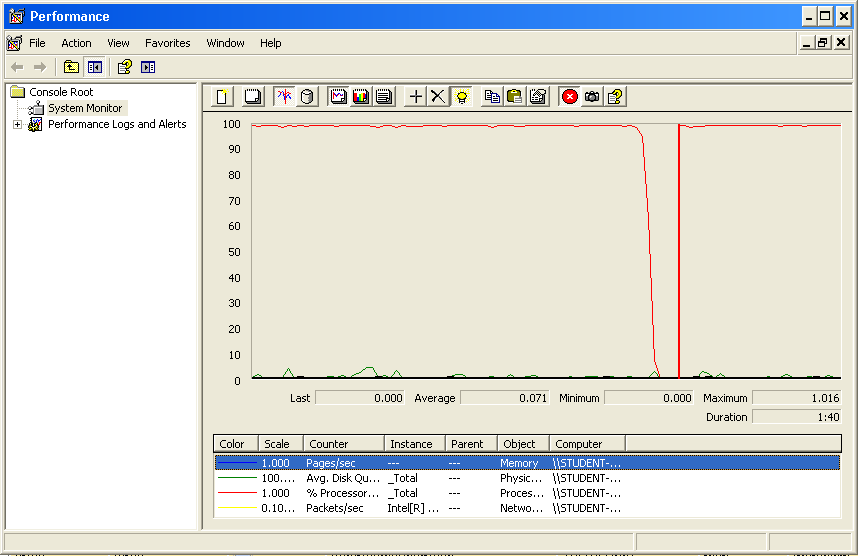 Performance
File Action View Favorites Window Help
Console Root
System Monitor
Performance Logs and Alerts
100
90
80
70
60
50
40
30
20
10
0
Last 0.000 Average 0.071 Minimum 0.000 Maximum 1.016
Duration 1:40
Color Scale Counter Instance Parent Object Computer
1.000 Pages/sec --- --- Memory \\STUDENT-...
100.... Avg. Disk Qu... _Total --- Physic... \\STUDENT-...
1.000 % Processor... _Total --- Proces... \\STUDENT-...
0.10... Packets/sec Intel[R] ... --- Netwo... \\STUDENT-...